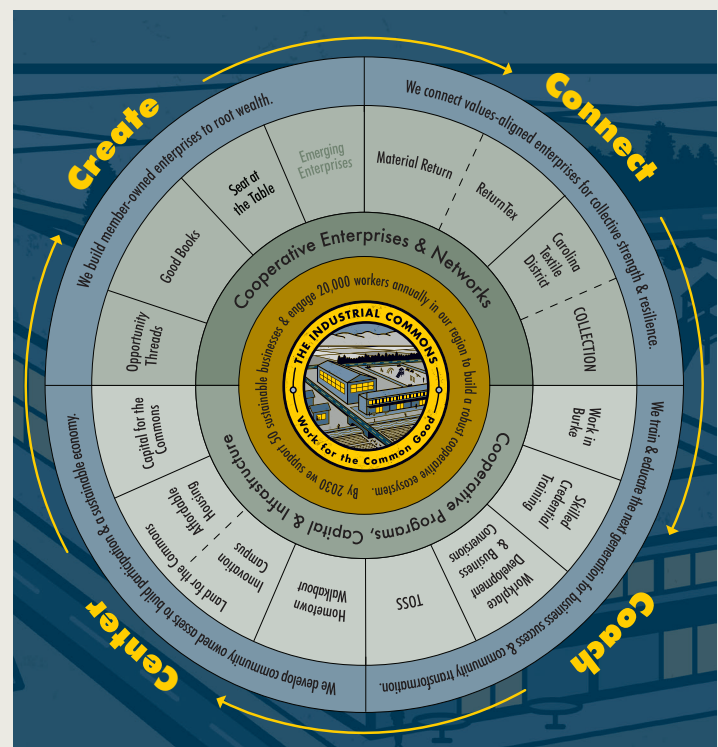 Create
Connect
Coach
Center
We build member-owned enterprises to root wealth.
We connect values-aligned enterprises for collective strength & resilience.
We train & educate the next generation for business success & community transformation.
We develop community owned assets to build participation & a sustainable economy.
Opportunity
Threads
Good Books
Seat at
the Table
Emerging
Enterprises
Material Return
ReturnTex
Carolina
Textile
District
COLLECTION
Work in
Burke
Skilled
Credential
Training
Workplace
Development
& Business
Conversions
TOSS
Hometown
Walkabout
Innovation
Campus
Land for the Commons
Affordable
Housing
Capital for the
Commons
Cooperative Enterprises & Networks
Cooperative Programs, Capital & Infrastructure
By 2030 we support 50 sustainable businesses & engage 20,000 workers annually in our region to build a robust cooperative ecosystem.
THE INDUSTRIAL COMMONS
Work for the Common Good